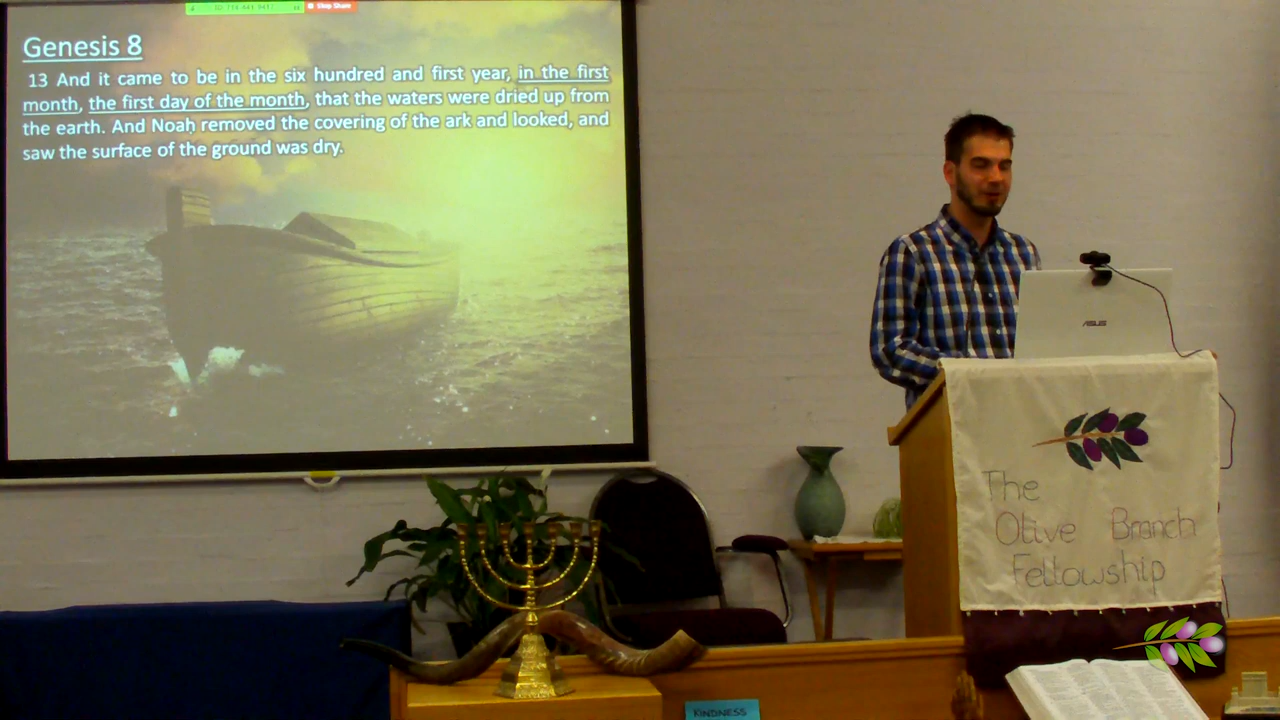 Stop Share
Genesis 8
13 And it came to be in the six hundred and first year, in the first
month, the first day of the month, that the waters were dried up from
the earth. And Noaḥ removed the covering of the ark and looked, and
saw the surface of the ground was dry.
ASUS
The
Olive Branch
Fellowship
KINDNESS